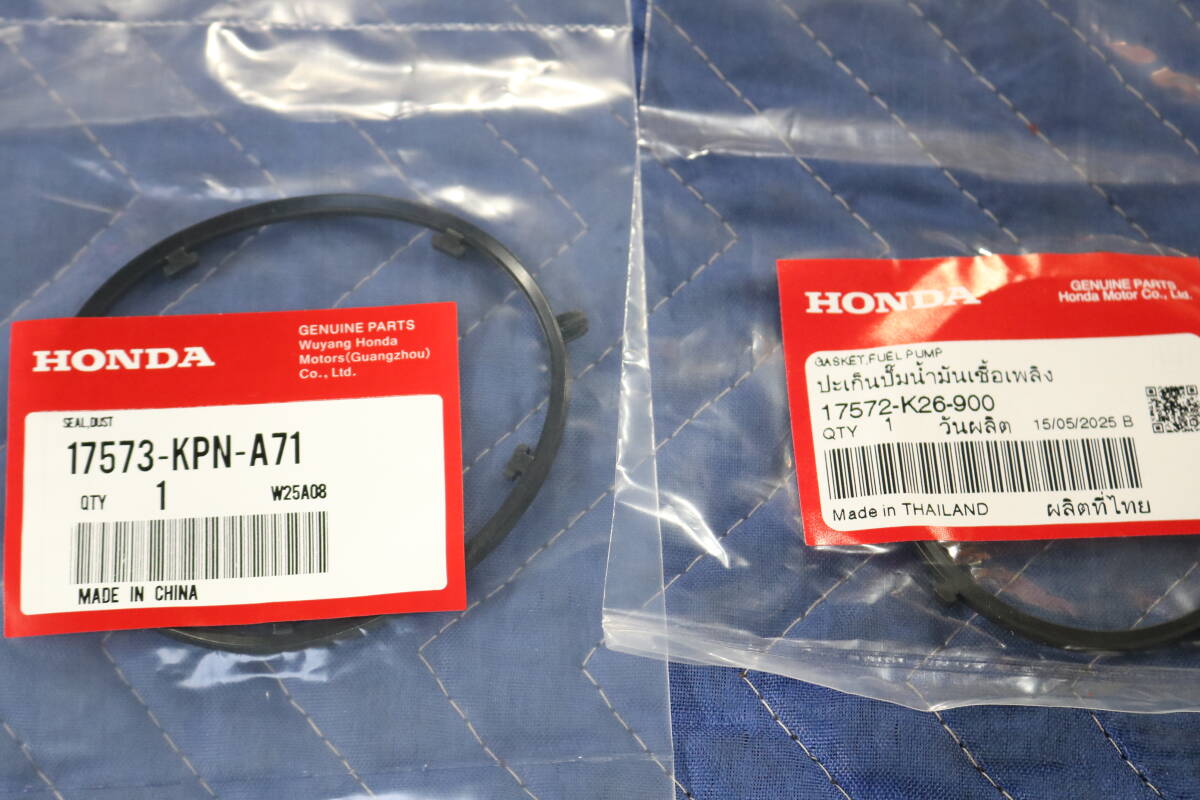 HONDA
GENUINE PARTS
Wuyang Honda
Motors(Guangzhou)
Co., Ltd.
SEAL,DUST
17573-KPN-A71
QTY 1 W25A08
MADE IN CHINA
HONDA
GENUINE PARTS
Honda Motor Co., Ltd.
GASKET,FUEL PUMP
ปะเก็นปั๊มน้ำมันเชื้อเพลิง
17572-K26-900
QTY 1 วันผลิต 15/05/2025 B
Made in THAILAND ผลิตที่ไทย